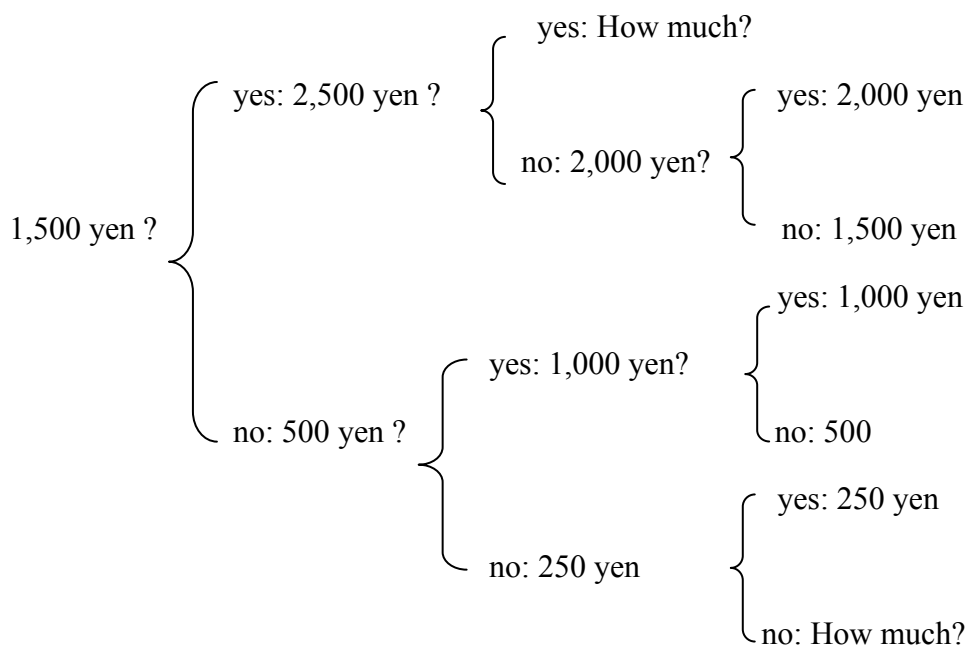 yes: How much?
yes: 2,500 yen ?
yes: 2,000 yen
no: 2,000 yen?
1,500 yen ?
no: 1,500 yen
yes: 1,000 yen
yes: 1,000 yen?
no: 500 yen ?
no: 500
yes: 250 yen
no: 250 yen
no: How much?